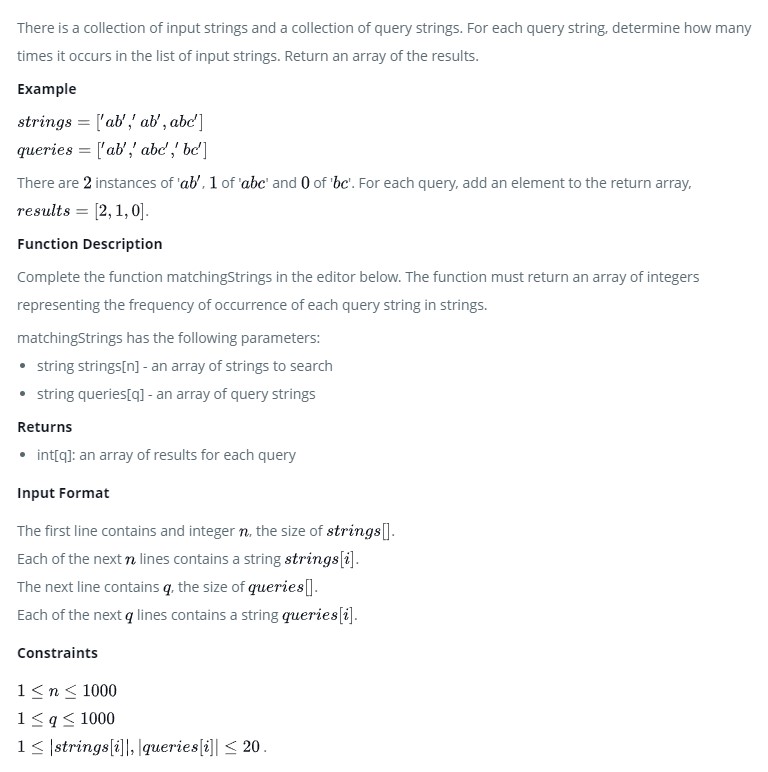 There is a collection of input strings and a collection of query strings. For each query string, determine how many
times it occurs in the list of input strings. Return an array of the results.
Example
strings = ['ab',' ab', abc']
queries = ['ab',' abc',' bc']
There are 2 instances of 'ab', 1 of 'abc' and 0 of 'bc'. For each query, add an element to the return array,
results = [2, 1, 0].
Function Description
Complete the function matchingStrings in the editor below. The function must return an array of integers
representing the frequency of occurrence of each query string in strings.
matchingStrings has the following parameters:
• string strings[n] - an array of strings to search
• string queries[q] - an array of query strings
Returns
• int[q]: an array of results for each query
Input Format
The first line contains and integer n, the size of strings[].
Each of the next n lines contains a string strings[i].
The next line contains q, the size of queries[].
Each of the next q lines contains a string queries[i].
Constraints
1 ≤ n ≤ 1000
1 ≤ q ≤ 1000
1 ≤ |strings[i]|, |queries[i]| ≤ 20 .